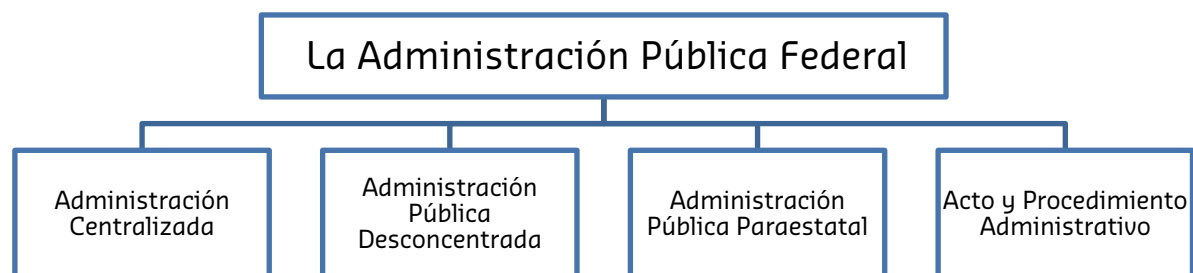 La Administración Pública Federal
Administración
Centralizada
Administración
Pública
Desconcentrada
Administración
Pública Paraestatal
Acto y Procedimiento
Administrativo